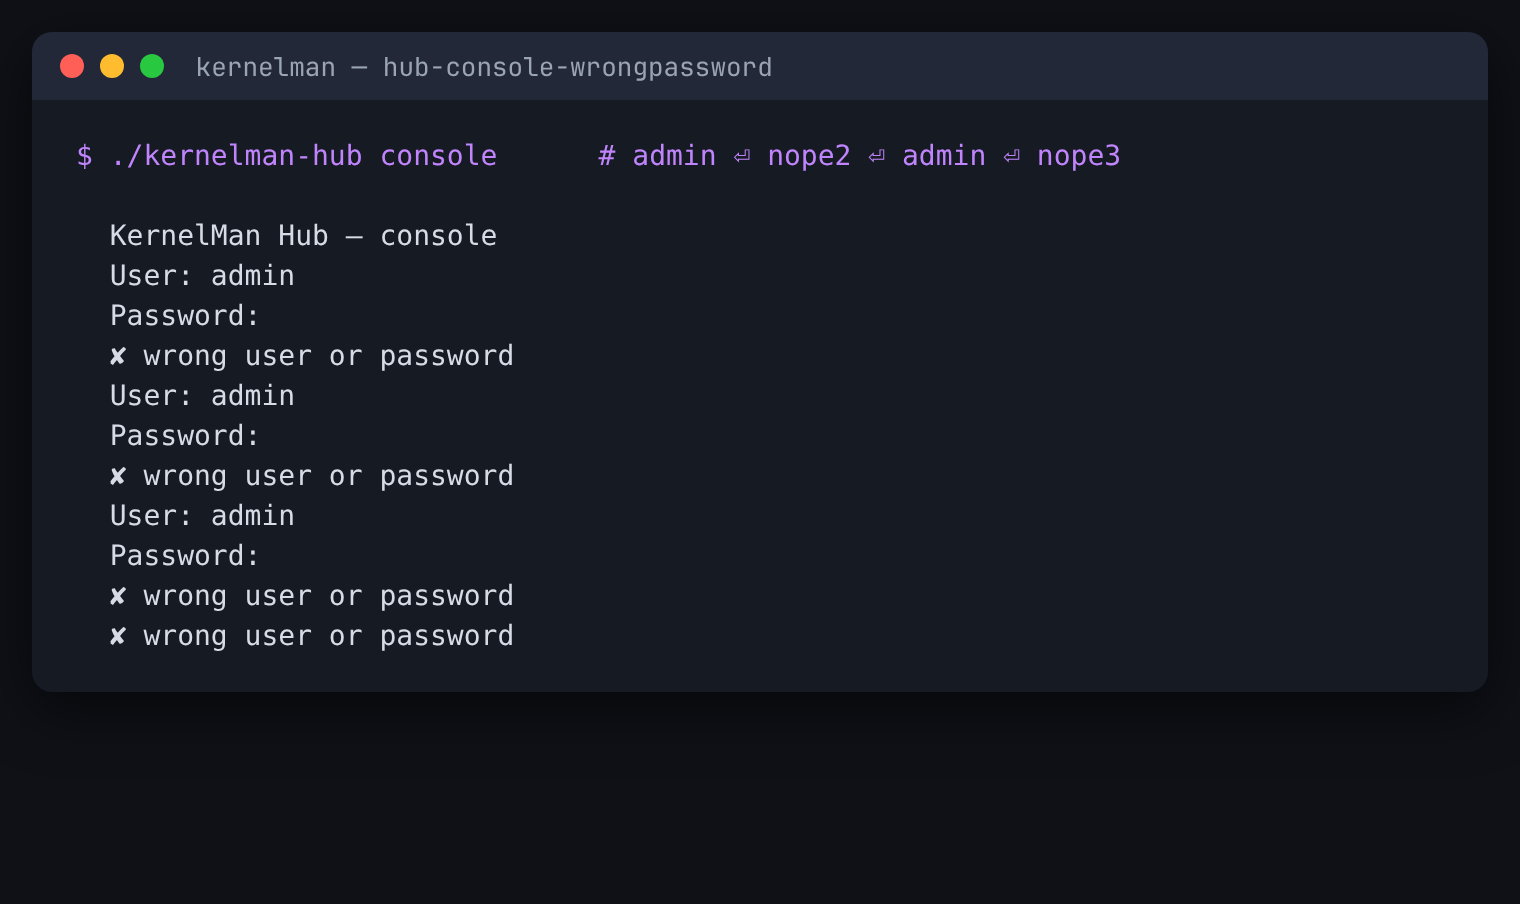 kernelman — hub-console-wrongpassword
$ ./kernelman-hub console      # admin ⏎ nope2 ⏎ admin ⏎ nope3
KernelMan Hub — console
User: admin
Password:
✘ wrong user or password
User: admin
Password:
✘ wrong user or password
User: admin
Password:
✘ wrong user or password
✘ wrong user or password